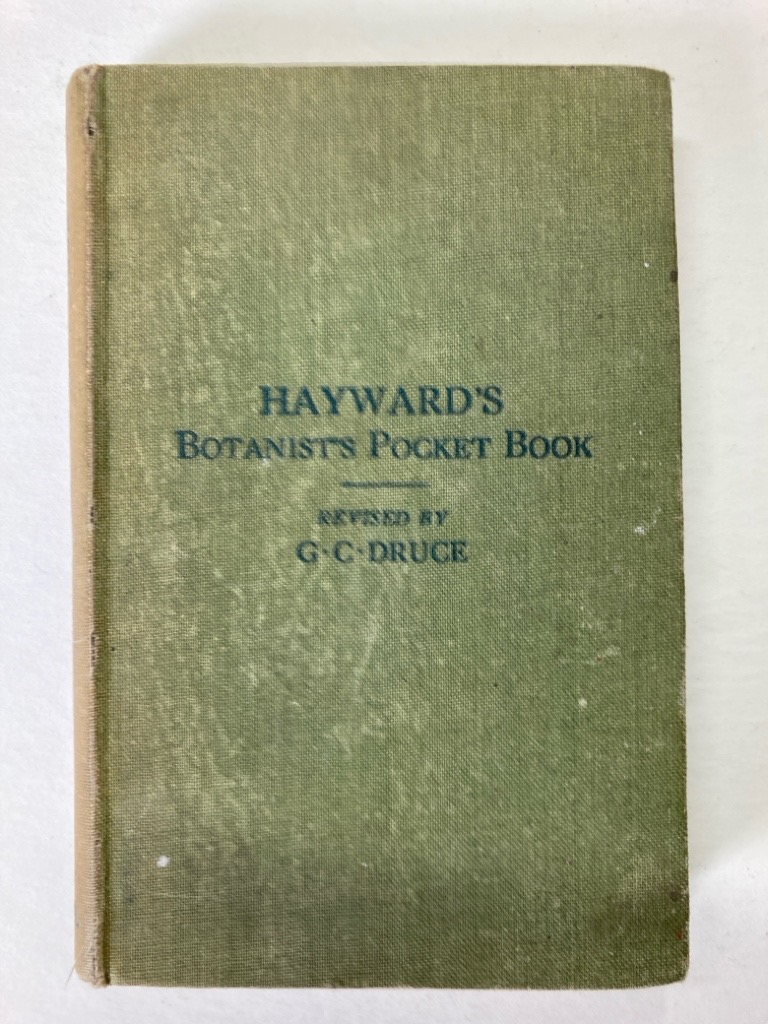 HAYWARD'S
BOTANIST'S POCKET BOOK
REVISED BY
G·C·DRUCE